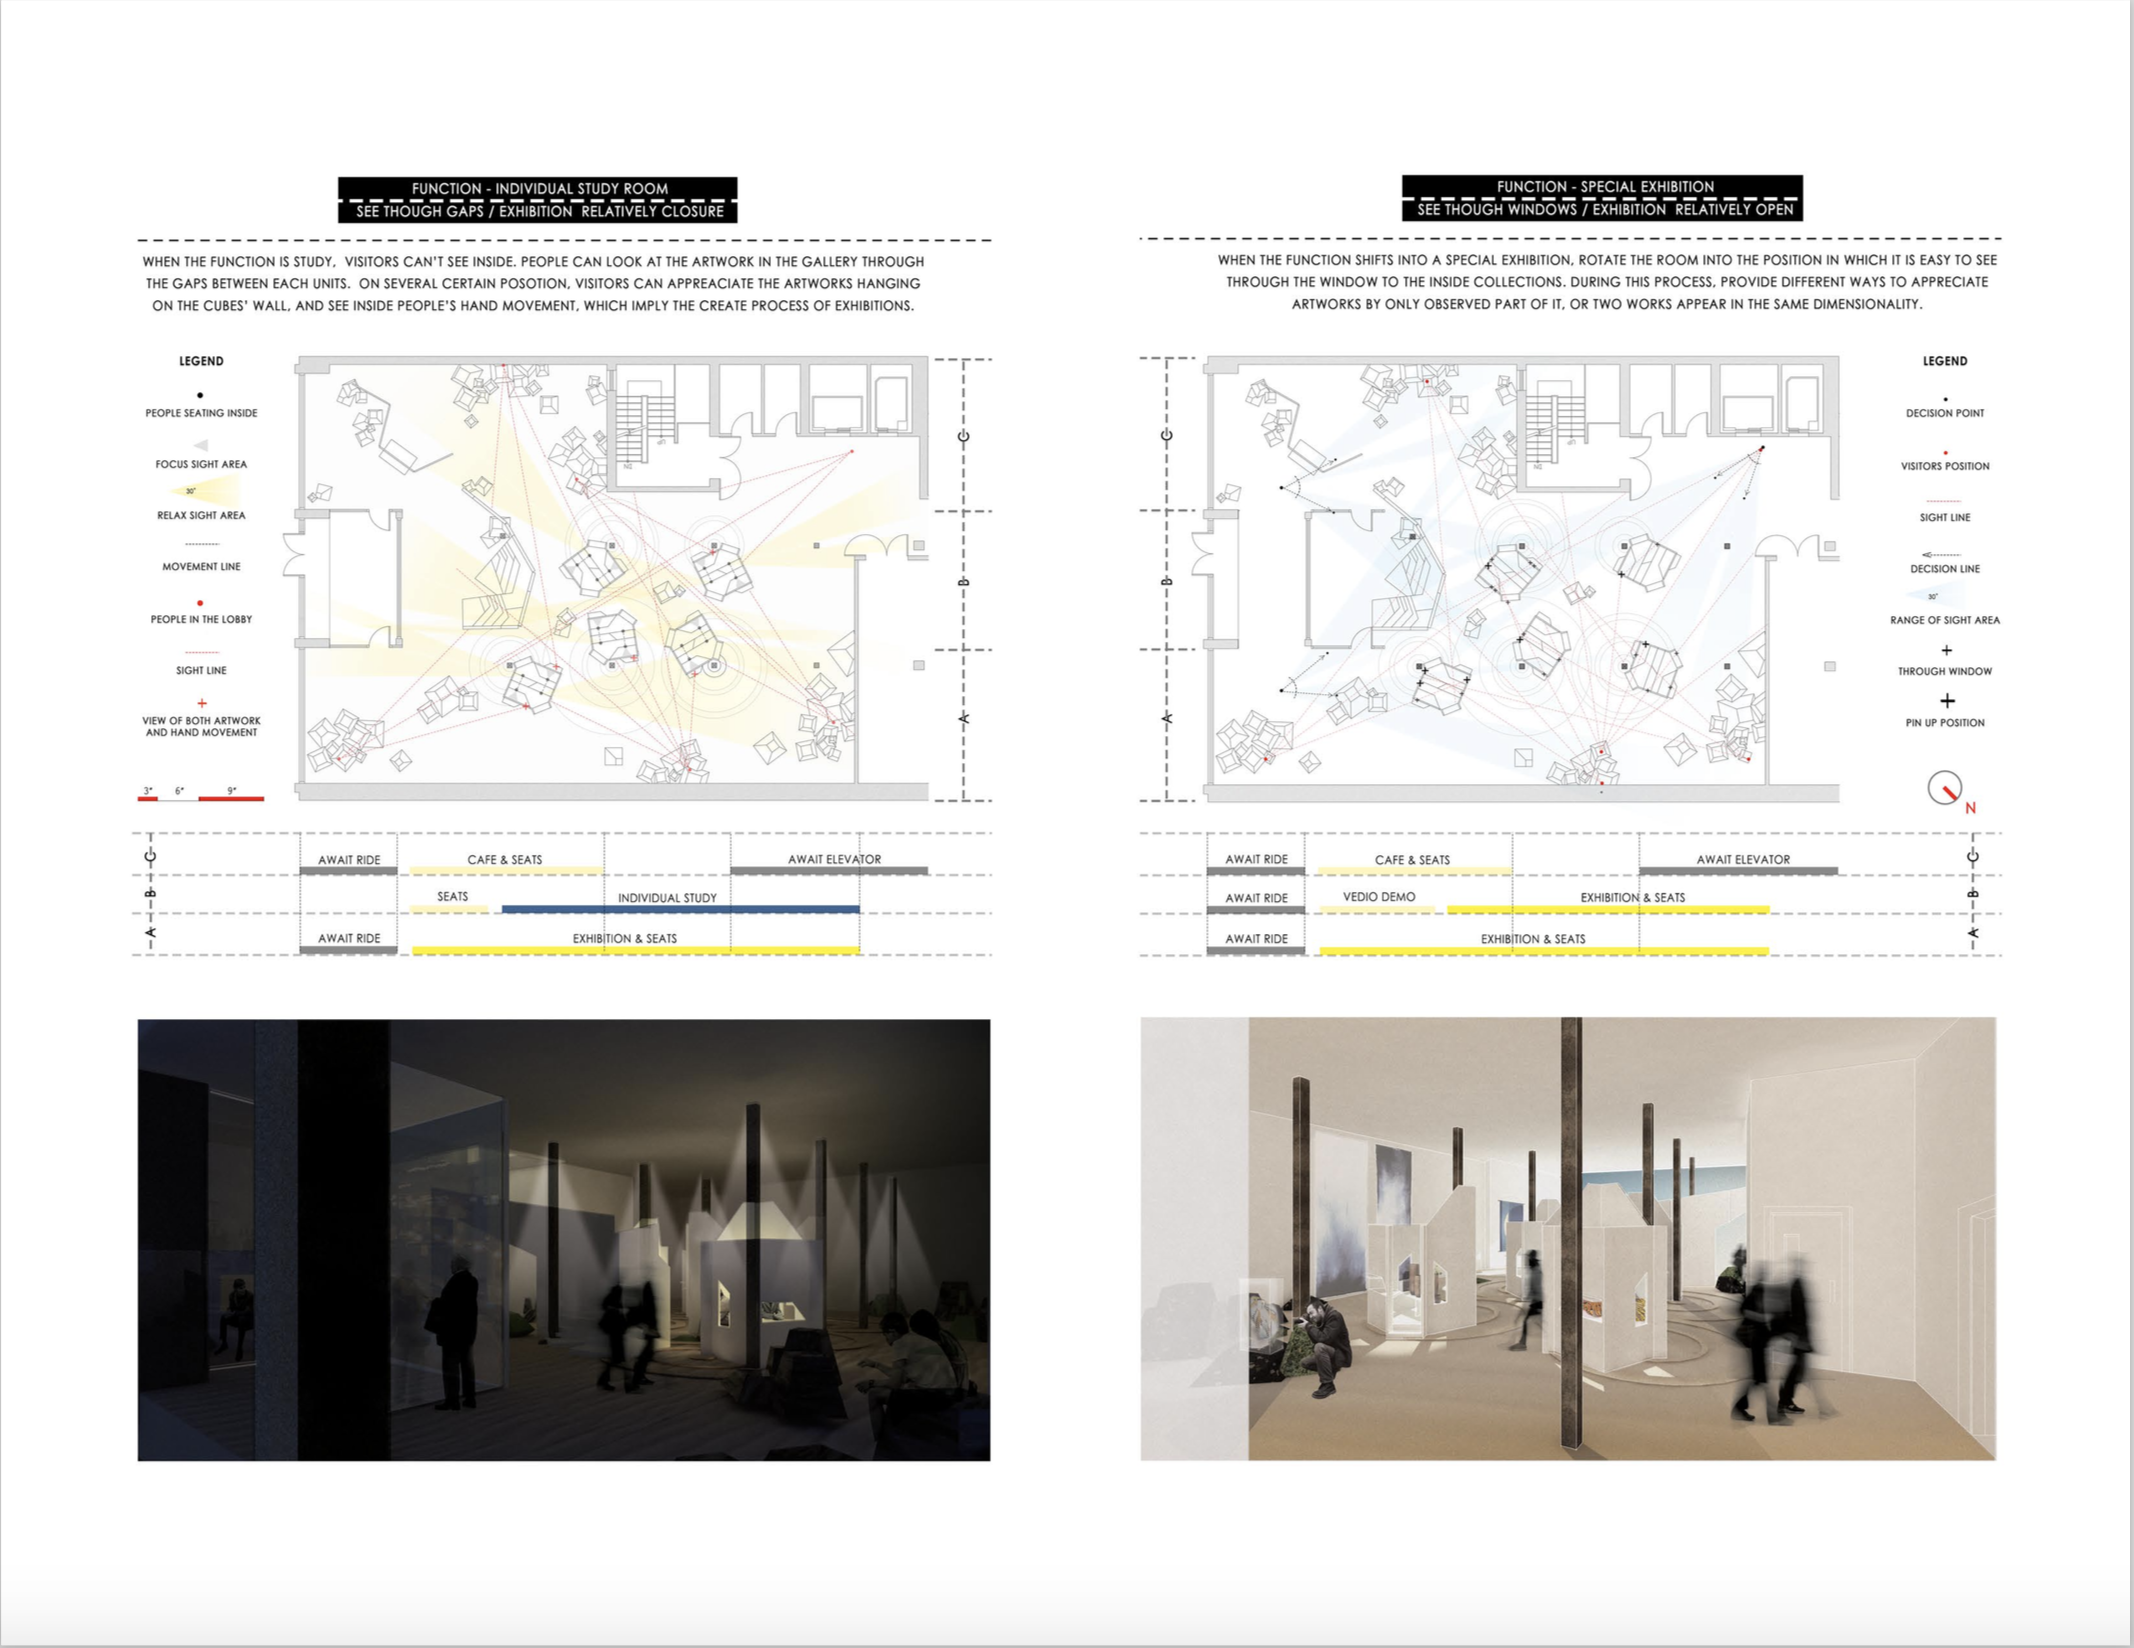 FUNCTION - INDIVIDUAL STUDY ROOM
SEE THOUGH GAPS / EXHIBITION RELATIVELY CLOSURE
WHEN THE FUNCTION IS STUDY, VISITORS CAN'T SEE INSIDE. PEOPLE CAN LOOK AT THE ARTWORK IN THE GALLERY THROUGH
THE GAPS BETWEEN EACH UNITS. ON SEVERAL CERTAIN POSOTION, VISITORS CAN APPREACIATE THE ARTWORKS HANGING
ON THE CUBES' WALL, AND SEE INSIDE PEOPLE'S HAND MOVEMENT, WHICH IMPLY THE CREATE PROCESS OF EXHIBITIONS.
LEGEND
PEOPLE SEATING INSIDE
FOCUS SIGHT AREA
30°
RELAX SIGHT AREA
MOVEMENT LINE
PEOPLE IN THE LOBBY
SIGHT LINE
VIEW OF BOTH ARTWORK
AND HAND MOVEMENT
3" 6" 9"
C
B
A
C
B
A
AWAIT RIDE CAFE & SEATS AWAIT ELEVATOR
SEATS INDIVIDUAL STUDY
AWAIT RIDE EXHIBITION & SEATS
FUNCTION - SPECIAL EXHIBITION
SEE THOUGH WINDOWS / EXHIBITION RELATIVELY OPEN
WHEN THE FUNCTION SHIFTS INTO A SPECIAL EXHIBITION, ROTATE THE ROOM INTO THE POSITION IN WHICH IT IS EASY TO SEE
THROUGH THE WINDOW TO THE INSIDE COLLECTIONS. DURING THIS PROCESS, PROVIDE DIFFERENT WAYS TO APPRECIATE
ARTWORKS BY ONLY OBSERVED PART OF IT, OR TWO WORKS APPEAR IN THE SAME DIMENSIONALITY.
C
B
A
LEGEND
DECISION POINT
VISITORS POSITION
SIGHT LINE
DECISION LINE
30°
RANGE OF SIGHT AREA
THROUGH WINDOW
PIN UP POSITION
N
AWAIT RIDE CAFE & SEATS AWAIT ELEVATOR
AWAIT RIDE VEDIO DEMO EXHIBITION & SEATS
AWAIT RIDE EXHIBITION & SEATS
C
B
A